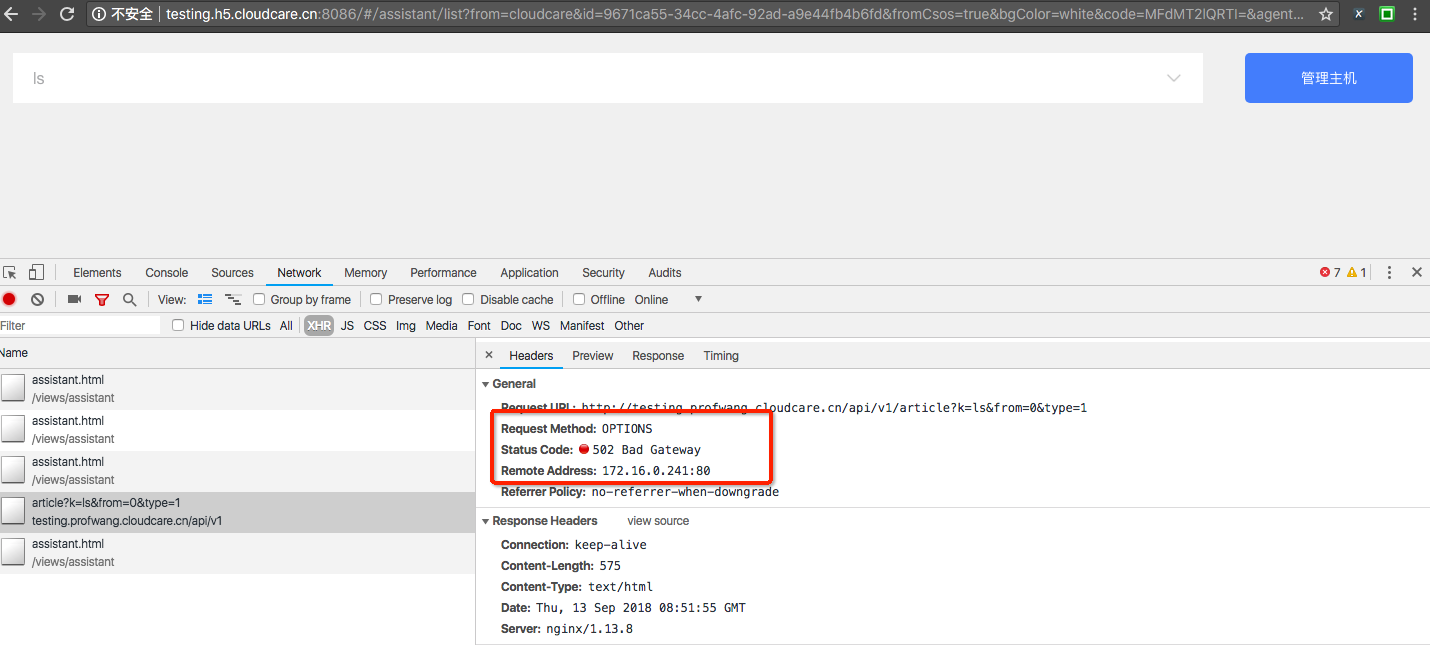 不安全 testing.h5.cloudcare.cn:8086/#/assistant/list?from=cloudcare&id=9671ca55-34cc-4afc-92ad-a9e44fb4b6fd&fromCsos=true&bgColor=white&code=MFdMT2lQRTI=&agent...
ls 管理主机
Elements Console Sources Network Memory Performance Application Security Audits 7 1
View: Group by frame Preserve log Disable cache Offline Online
Filter Hide data URLs All XHR JS CSS Img Media Font Doc WS Manifest Other
Name Headers Preview Response Timing
assistant.html
/views/assistant
assistant.html
/views/assistant
assistant.html
/views/assistant
article?k=ls&from=0&type=1
testing.profwang.cloudcare.cn/api/v1
assistant.html
/views/assistant
General
Request URL: http://testing.profwang.cloudcare.cn/api/v1/article?k=ls&from=0&type=1
Request Method: OPTIONS
Status Code: 502 Bad Gateway
Remote Address: 172.16.0.241:80
Referrer Policy: no-referrer-when-downgrade
Response Headers view source
Connection: keep-alive
Content-Length: 575
Content-Type: text/html
Date: Thu, 13 Sep 2018 08:51:55 GMT
Server: nginx/1.13.8